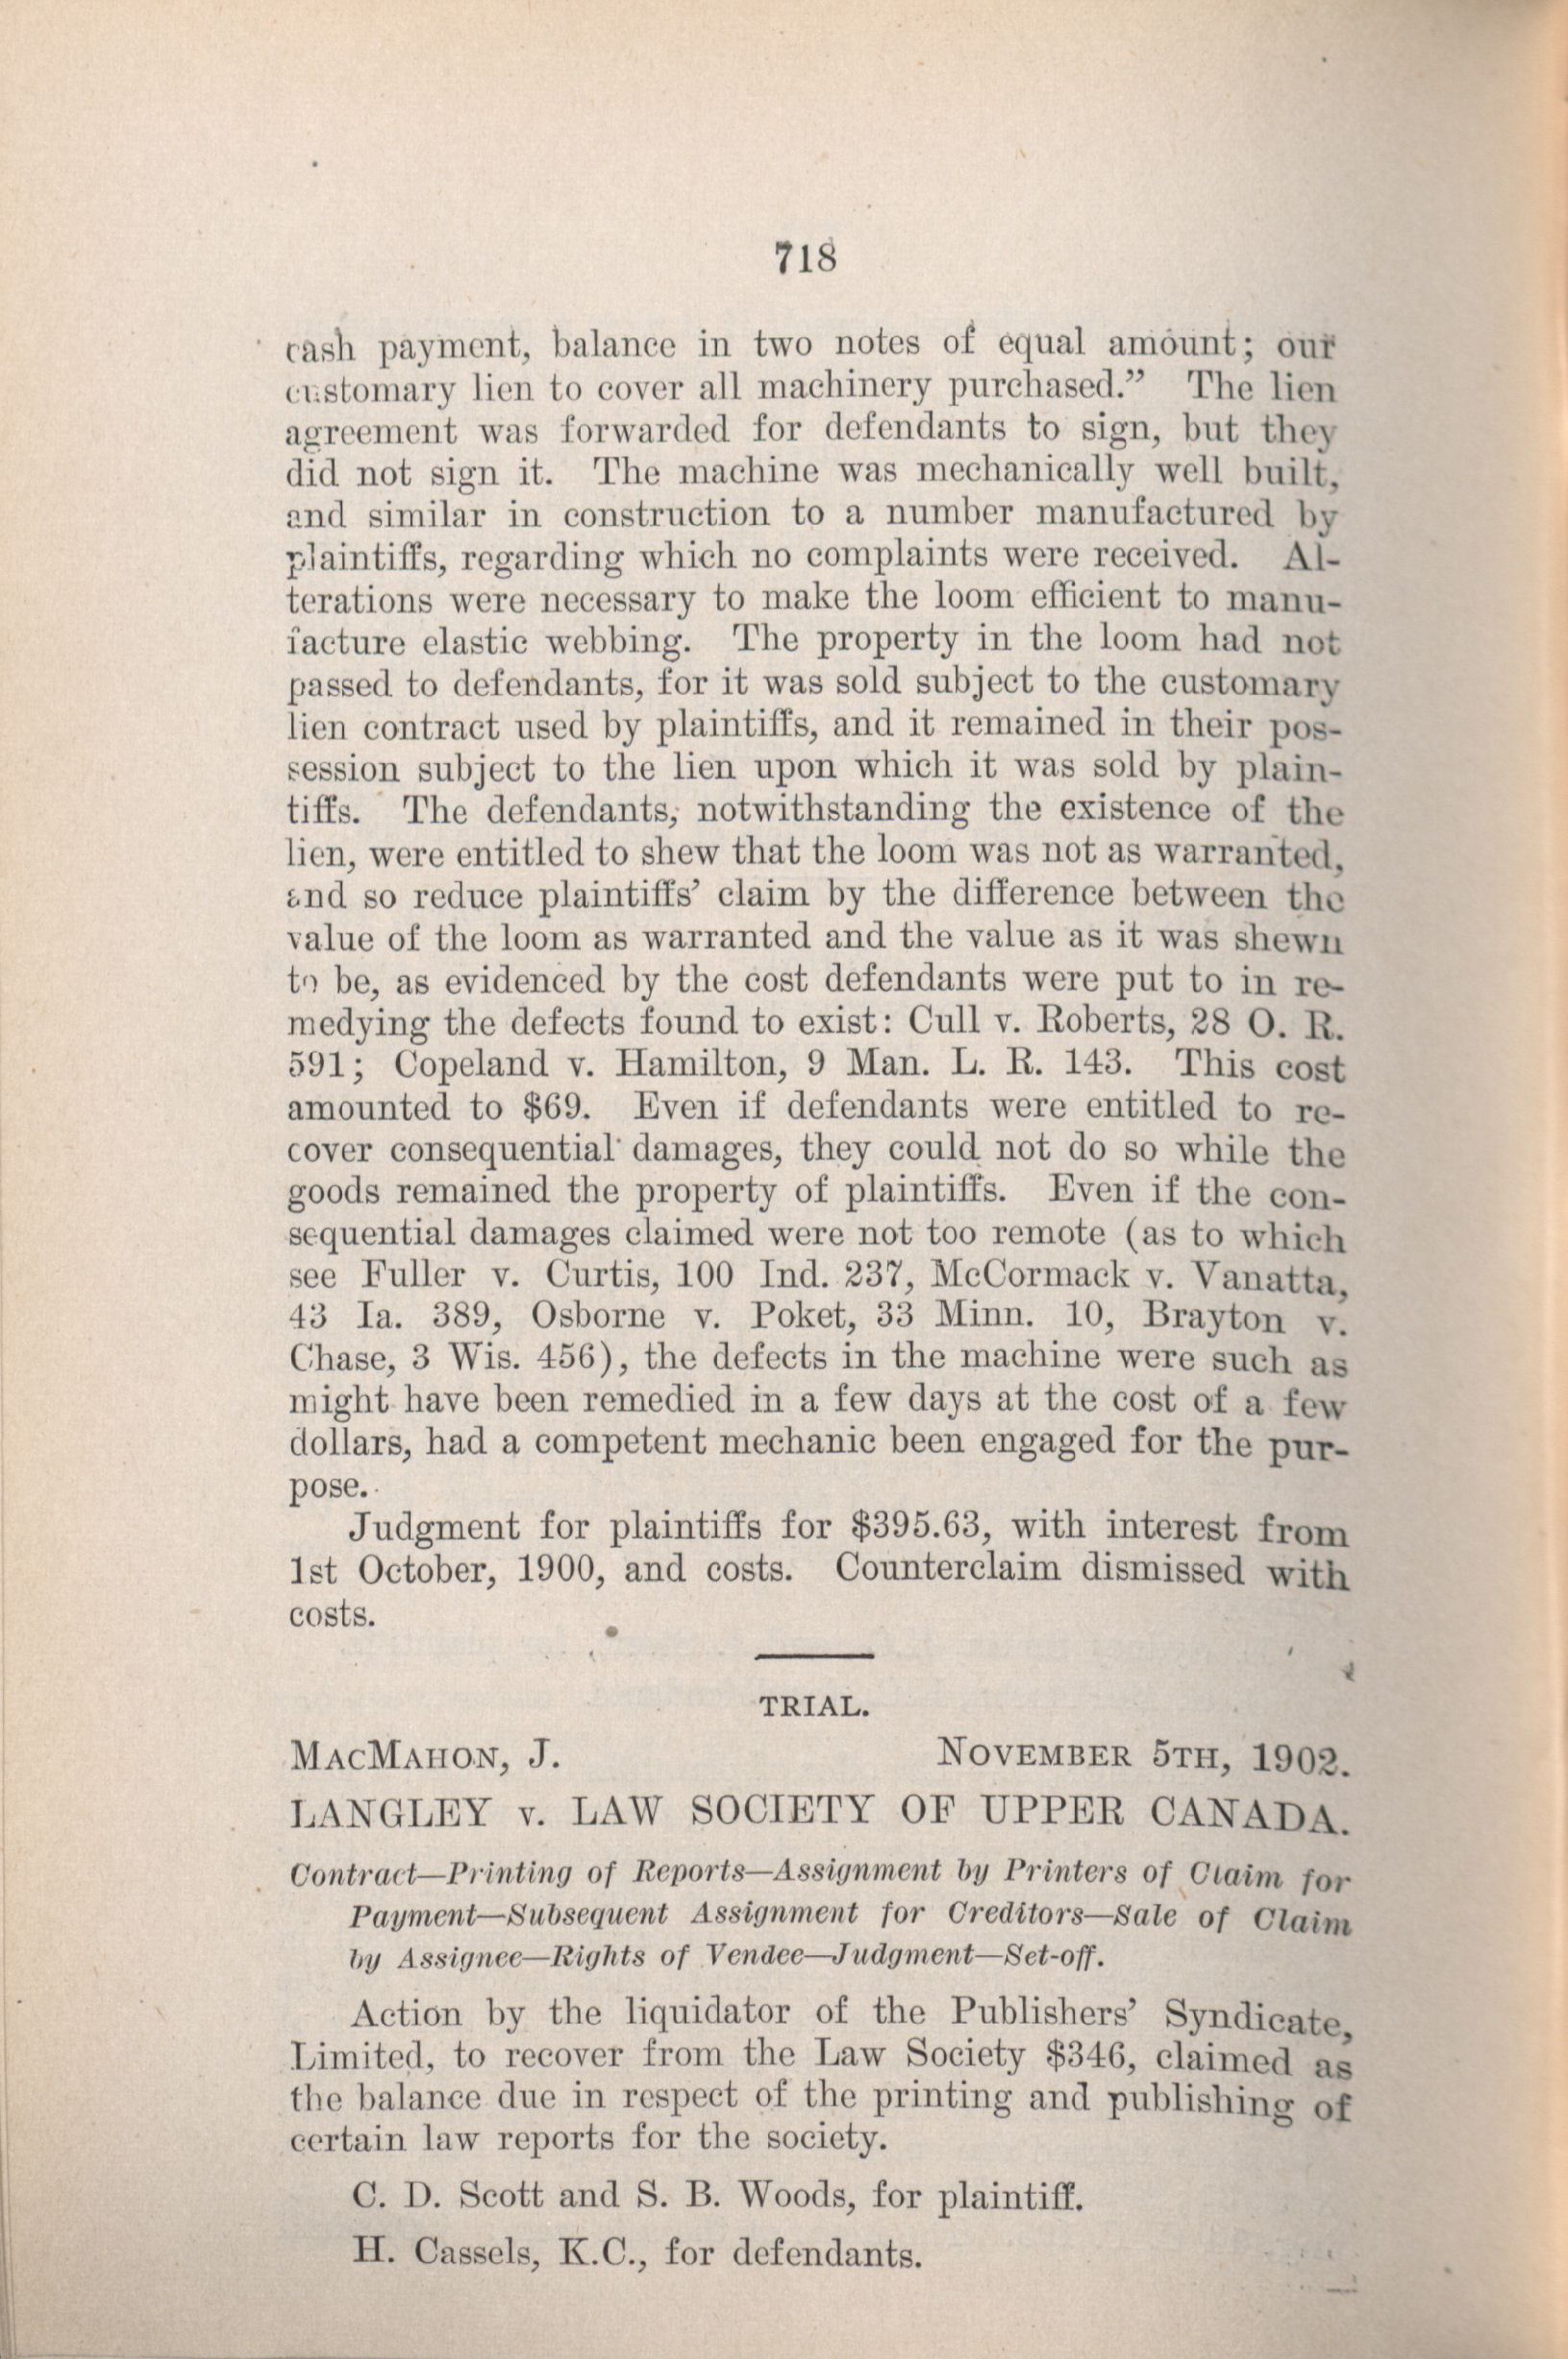 718
cash payment, balance in two notes of equal amount; our
customary lien to cover all machinery purchased.” The lien
agreement was forwarded for defendants to sign, but they
did not sign it. The machine was mechanically well built,
and similar in construction to a number manufactured by
plaintiffs, regarding which no complaints were received. Al-
terations were necessary to make the loom efficient to manu-
facture elastic webbing. The property in the loom had not
passed to defendants, for it was sold subject to the customary
lien contract used by plaintiffs, and it remained in their pos-
session subject to the lien upon which it was sold by plain-
tiffs. The defendants, notwithstanding the existence of the
lien, were entitled to shew that the loom was not as warranted,
and so reduce plaintiffs’ claim by the difference between the
value of the loom as warranted and the value as it was shewn
to be, as evidenced by the cost defendants were put to in re-
medying the defects found to exist: Cull v. Roberts, 28 O. R.
591; Copeland v. Hamilton, 9 Man. L. R. 143. This cost
amounted to $69. Even if defendants were entitled to re-
cover consequential damages, they could not do so while the
goods remained the property of plaintiffs. Even if the con-
sequential damages claimed were not too remote (as to which
see Fuller v. Curtis, 100 Ind. 237, McCormack v. Vanatta,
43 Ia. 389, Osborne v. Poket, 33 Minn. 10, Brayton v.
Chase, 3 Wis. 456), the defects in the machine were such as
might have been remedied in a few days at the cost of a few
dollars, had a competent mechanic been engaged for the pur-
pose.
Judgment for plaintiffs for $395.63, with interest from
1st October, 1900, and costs. Counterclaim dismissed with
costs.
TRIAL.
MACMAHON, J. NOVEMBER 5TH, 1902.
LANGLEY v. LAW SOCIETY OF UPPER CANADA.
Contract—Printing of Reports—Assignment by Printers of Claim for
Payment—Subsequent Assignment for Creditors—Sale of Claim
by Assignee—Rights of Vendee—Judgment—Set-off.
Action by the liquidator of the Publishers’ Syndicate,
Limited, to recover from the Law Society $346, claimed as
the balance due in respect of the printing and publishing of
certain law reports for the society.
C. D. Scott and S. B. Woods, for plaintiff.
H. Cassels, K.C., for defendants.